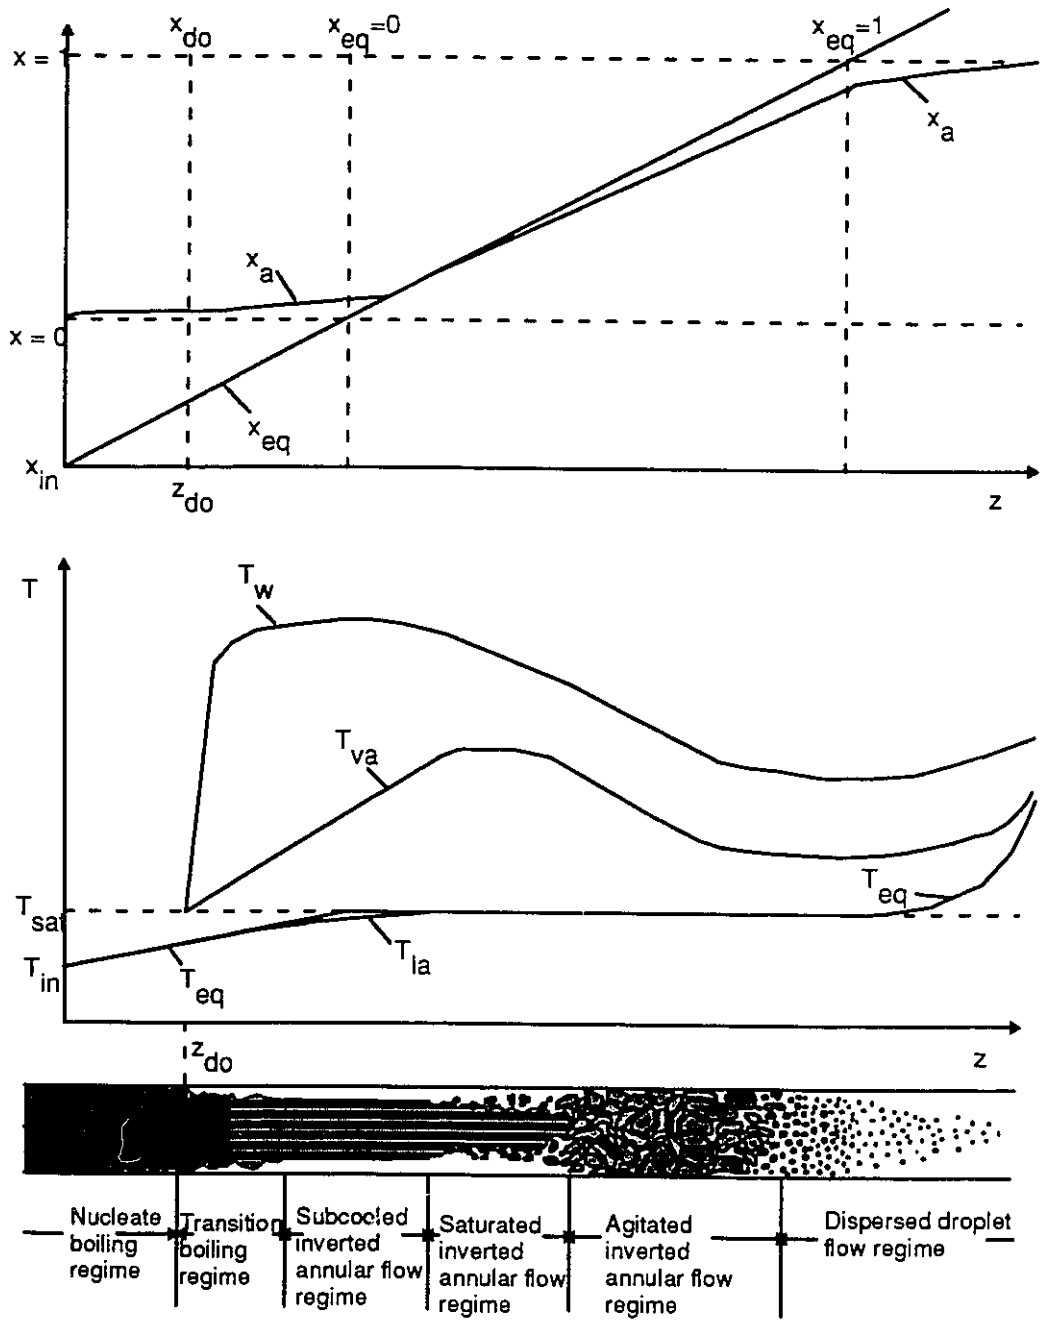 x_do
x_eq=0
x_eq=1
x = 1
x_a
x_a
x = 0
x_eq
x_in
z_do
z
T
T_w
T_va
T_eq
T_sat
T_la
T_in
T_eq
z_do
z
Nucleate
boiling
regime
Transition
boiling
regime
Subcooled
inverted
annular flow
regime
Saturated
inverted
annular flow
regime
Agitated
inverted
annular flow
regime
Dispersed droplet
flow regime